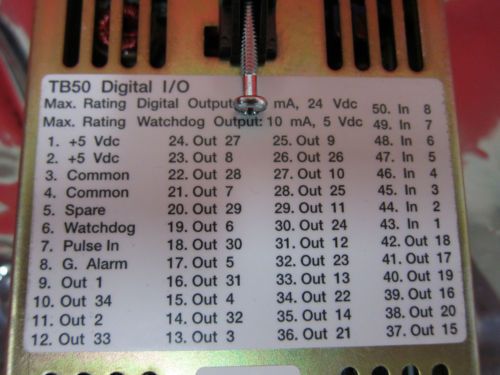 TB50 Digital I/O
Max. Rating Digital Output: mA, 24 Vdc
Max. Rating Watchdog Output: 10 mA, 5 Vdc
1. +5 Vdc
2. +5 Vdc
3. Common
4. Common
5. Spare
6. Watchdog
7. Pulse In
8. G. Alarm
9. Out 1
10. Out 34
11. Out 2
12. Out 33
24. Out 27
23. Out 8
22. Out 28
21. Out 7
20. Out 29
19. Out 6
18. Out 30
17. Out 5
16. Out 31
15. Out 4
14. Out 32
13. Out 3
25. Out 9
26. Out 26
27. Out 10
28. Out 25
29. Out 11
30. Out 24
31. Out 12
32. Out 23
33. Out 13
34. Out 22
35. Out 14
36. Out 21
50. In 8
49. In 7
48. In 6
47. In 5
46. In 4
45. In 3
44. In 2
43. In 1
42. Out 18
41. Out 17
40. Out 19
39. Out 16
38. Out 20
37. Out 15